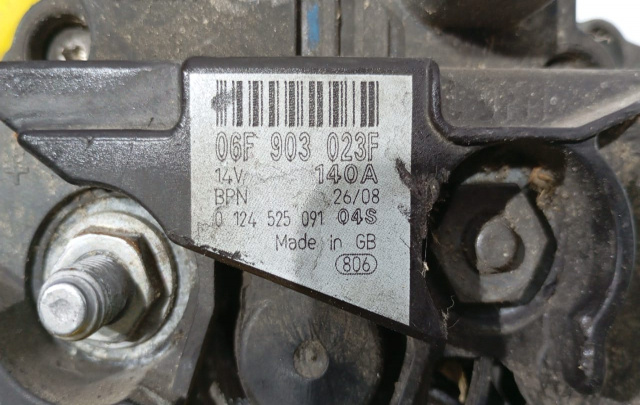 06F 903 023F
14V 140A
BPN 26/08
0 124 525 091 04S
Made in GB
806